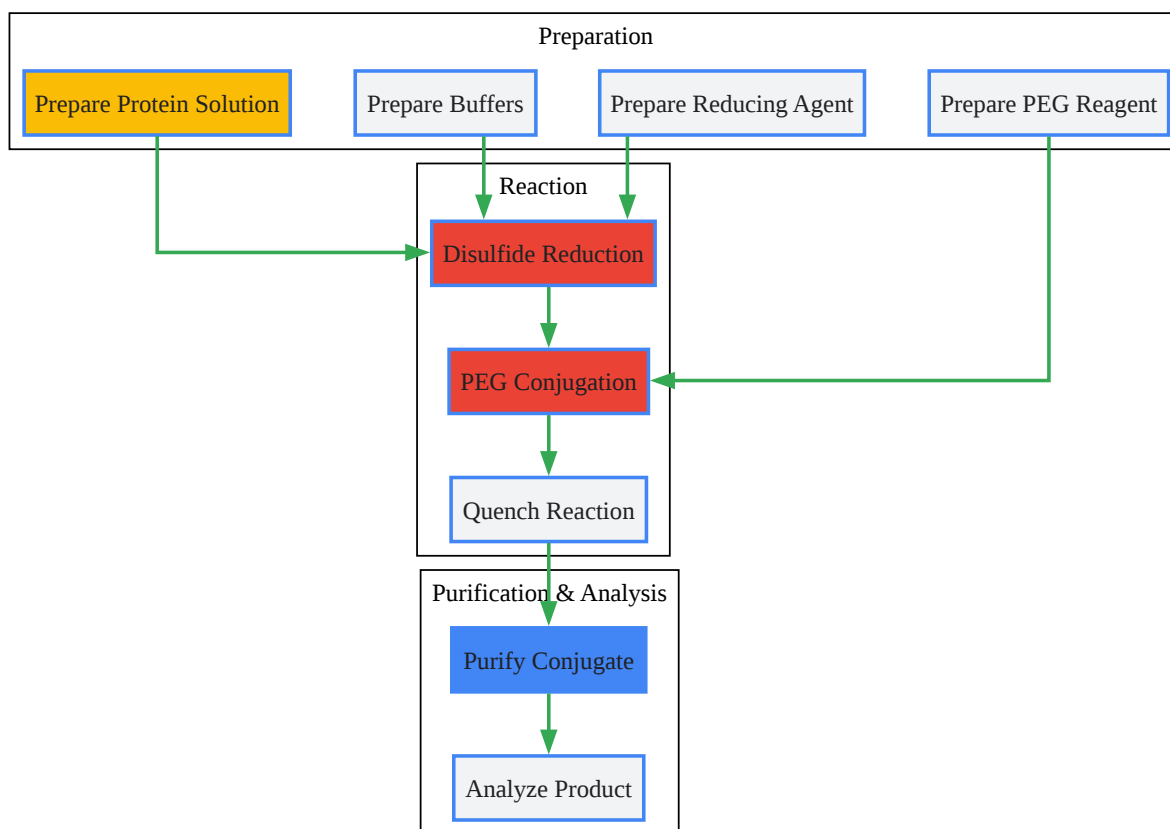 Preparation
Prepare Protein Solution
Prepare Buffers
Prepare Reducing Agent
Prepare PEG Reagent
Reaction
Disulfide Reduction
PEG Conjugation
Quench Reaction
Purification & Analysis
Purify Conjugate
Analyze Product